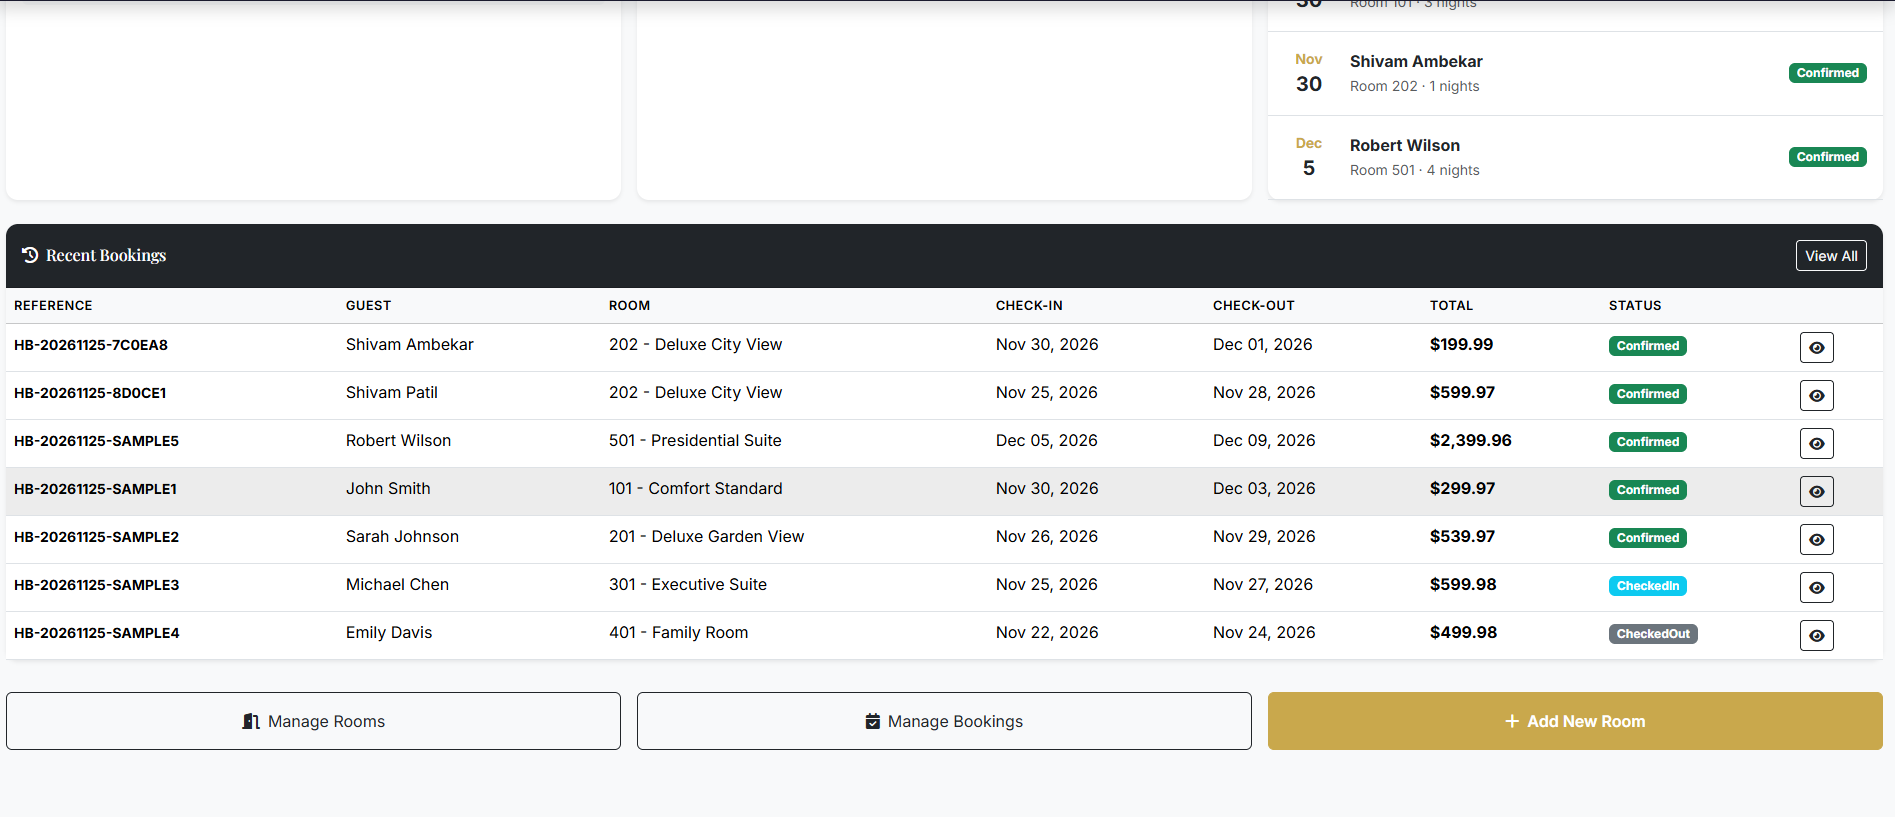 30 Room 101 · 3 nights
Nov
30
Shivam Ambekar
Room 202 · 1 nights
Confirmed
Dec
5
Robert Wilson
Room 501 · 4 nights
Confirmed
Recent Bookings
View All
REFERENCE GUEST ROOM CHECK-IN CHECK-OUT TOTAL STATUS
HB-20261125-7C0EA8 Shivam Ambekar 202 - Deluxe City View Nov 30, 2026 Dec 01, 2026 $199.99 Confirmed
HB-20261125-8D0CE1 Shivam Patil 202 - Deluxe City View Nov 25, 2026 Nov 28, 2026 $599.97 Confirmed
HB-20261125-SAMPLE5 Robert Wilson 501 - Presidential Suite Dec 05, 2026 Dec 09, 2026 $2,399.96 Confirmed
HB-20261125-SAMPLE1 John Smith 101 - Comfort Standard Nov 30, 2026 Dec 03, 2026 $299.97 Confirmed
HB-20261125-SAMPLE2 Sarah Johnson 201 - Deluxe Garden View Nov 26, 2026 Nov 29, 2026 $539.97 Confirmed
HB-20261125-SAMPLE3 Michael Chen 301 - Executive Suite Nov 25, 2026 Nov 27, 2026 $599.98 CheckedIn
HB-20261125-SAMPLE4 Emily Davis 401 - Family Room Nov 22, 2026 Nov 24, 2026 $499.98 CheckedOut
Manage Rooms
Manage Bookings
+ Add New Room